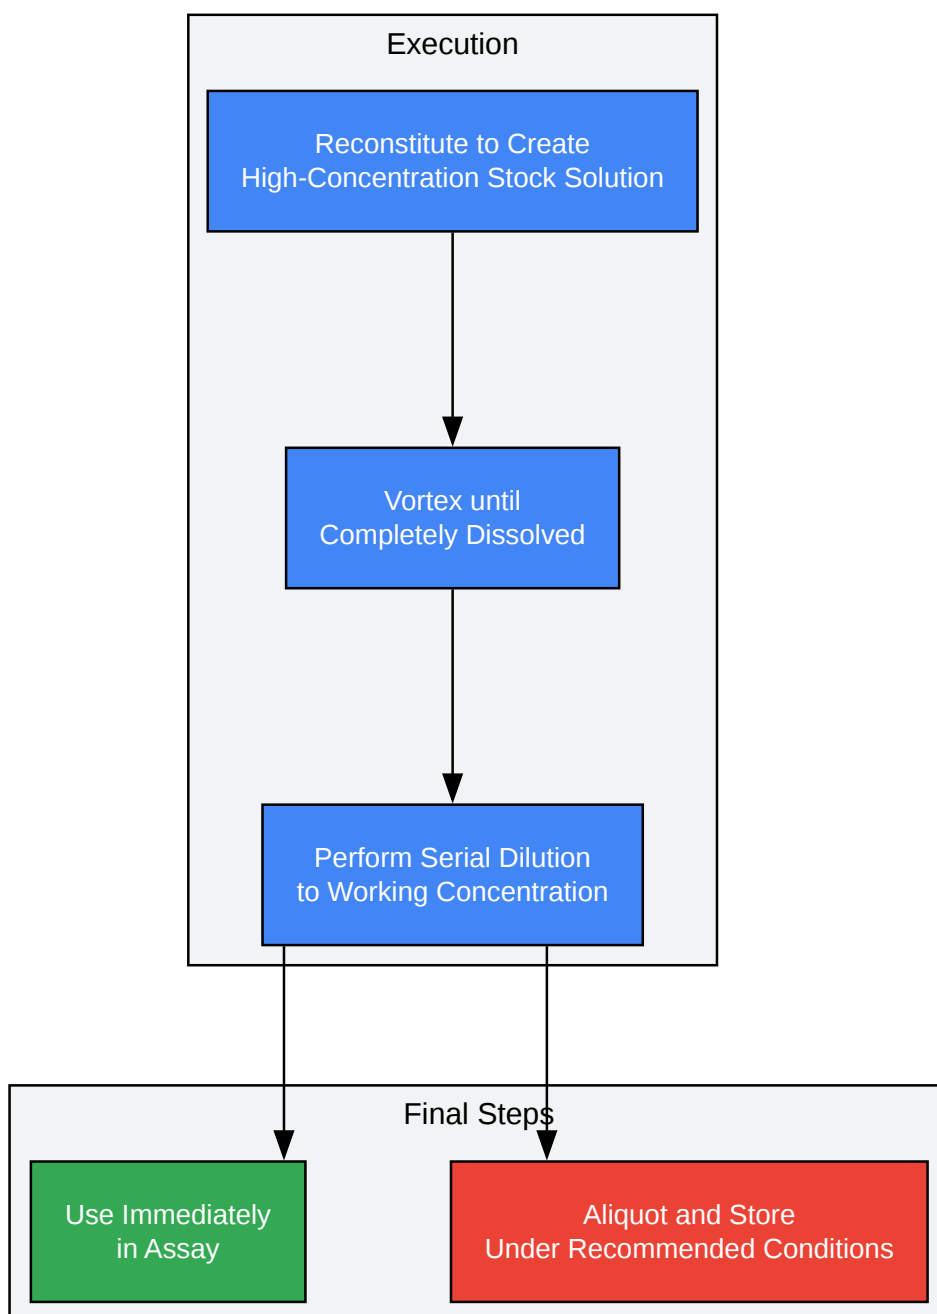 Execution
Reconstitute to Create
High-Concentration Stock Solution
Vortex until
Completely Dissolved
Perform Serial Dilution
to Working Concentration
Final Steps
Use Immediately
in Assay
Aliquot and Store
Under Recommended Conditions